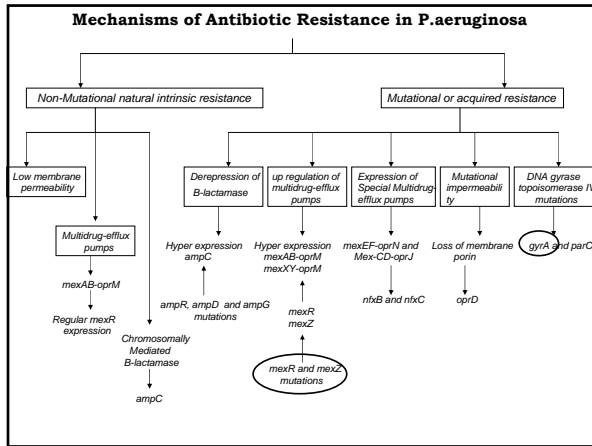 Mechanisms of Antibiotic Resistance in P.aeruginosa
Non-Mutational natural intrinsic resistance
Mutational or acquired resistance
Low membrane
permeability
Multidrug-efflux
pumps
mexAB-oprM
Regular mexR
expression
Chromosomally
Mediated
B-lactamase
ampC
Derepression of
B-lactamase
Hyper expression
ampC
ampR, ampD and ampG
mutations
up regulation of
multidrug-efflux
pumps
Hyper expression
mexAB-oprM
mexXY-oprM
mexR
mexZ
mexR and mexZ
mutations
Expression of
Special Multidrug-
efflux pumps
mexEF-oprN and
Mex-CD-oprJ
nfxB and nfxC
Mutational
impermeabili
ty
Loss of membrane
porin
oprD
DNA gyrase
topoisomerase IV
mutations
gyrA and parC